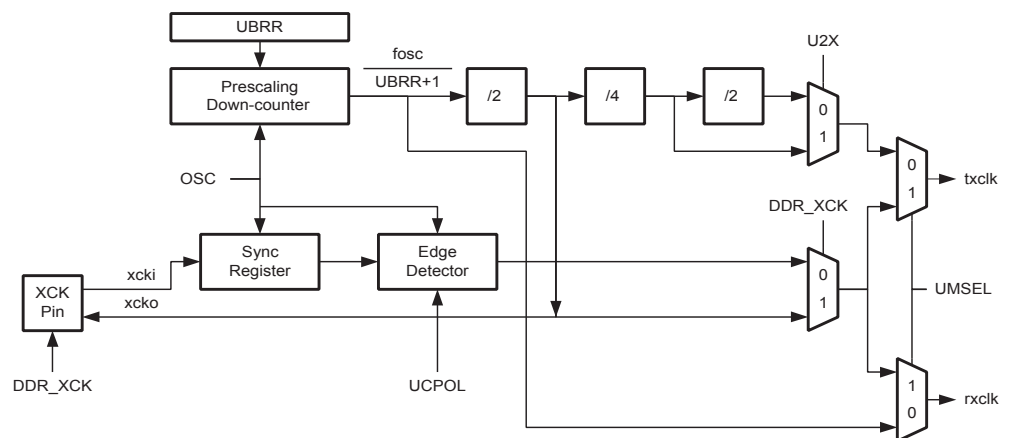 UBRR
fosc
UBRR+1
Prescaling
Down-counter
/2
/4
/2
U2X
0
1
OSC
0
1
txclk
DDR_XCK
xcki
Sync
Register
Edge
Detector
0
1
XCK
Pin
xcko
UMSEL
DDR_XCK
UCPOL
1
0
rxclk